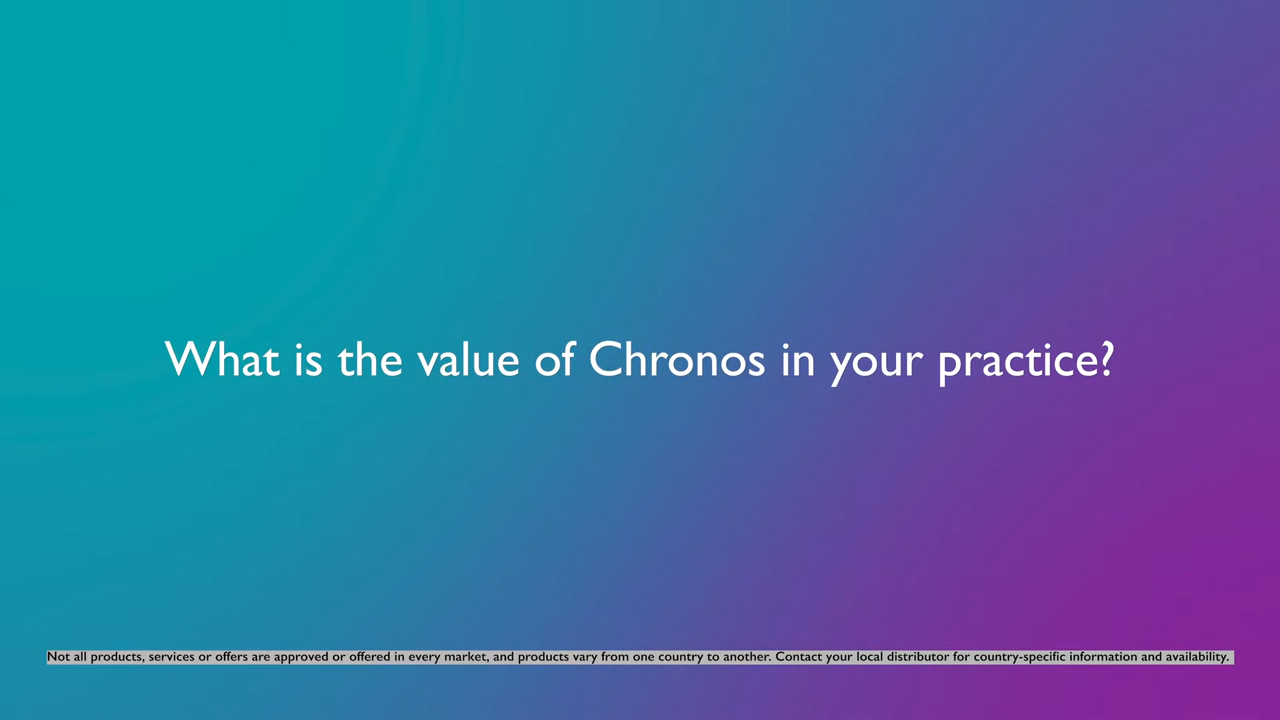 What is the value of Chronos in your practice?
Not all products, services or offers are approved or offered in every market, and products vary from one country to another. Contact your local distributor for country-specific information and availability.